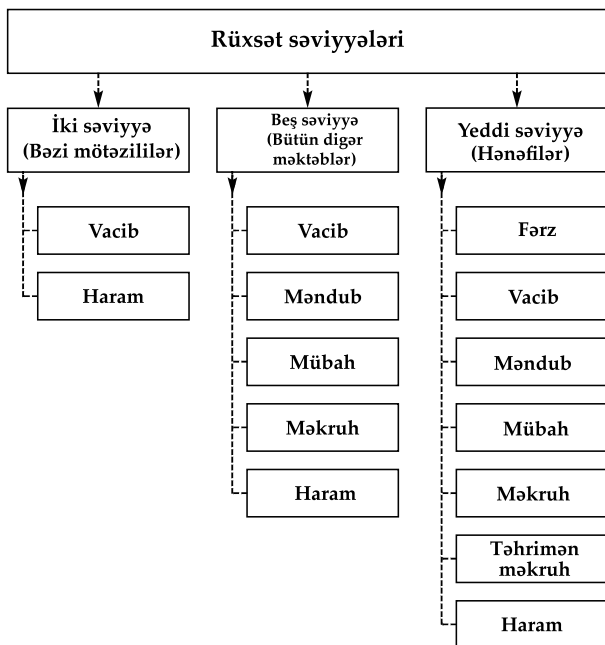 Rüxsət səviyyələri
İki səviyyə
(Bəzi mötəzililər)
Vacib
Haram
Beş səviyyə
(Bütün digər
məktəblər)
Vacib
Məndub
Mübah
Məkruh
Haram
Yeddi səviyyə
(Hənəfilər)
Fərz
Vacib
Məndub
Mübah
Məkruh
Təhrimən
məkruh
Haram